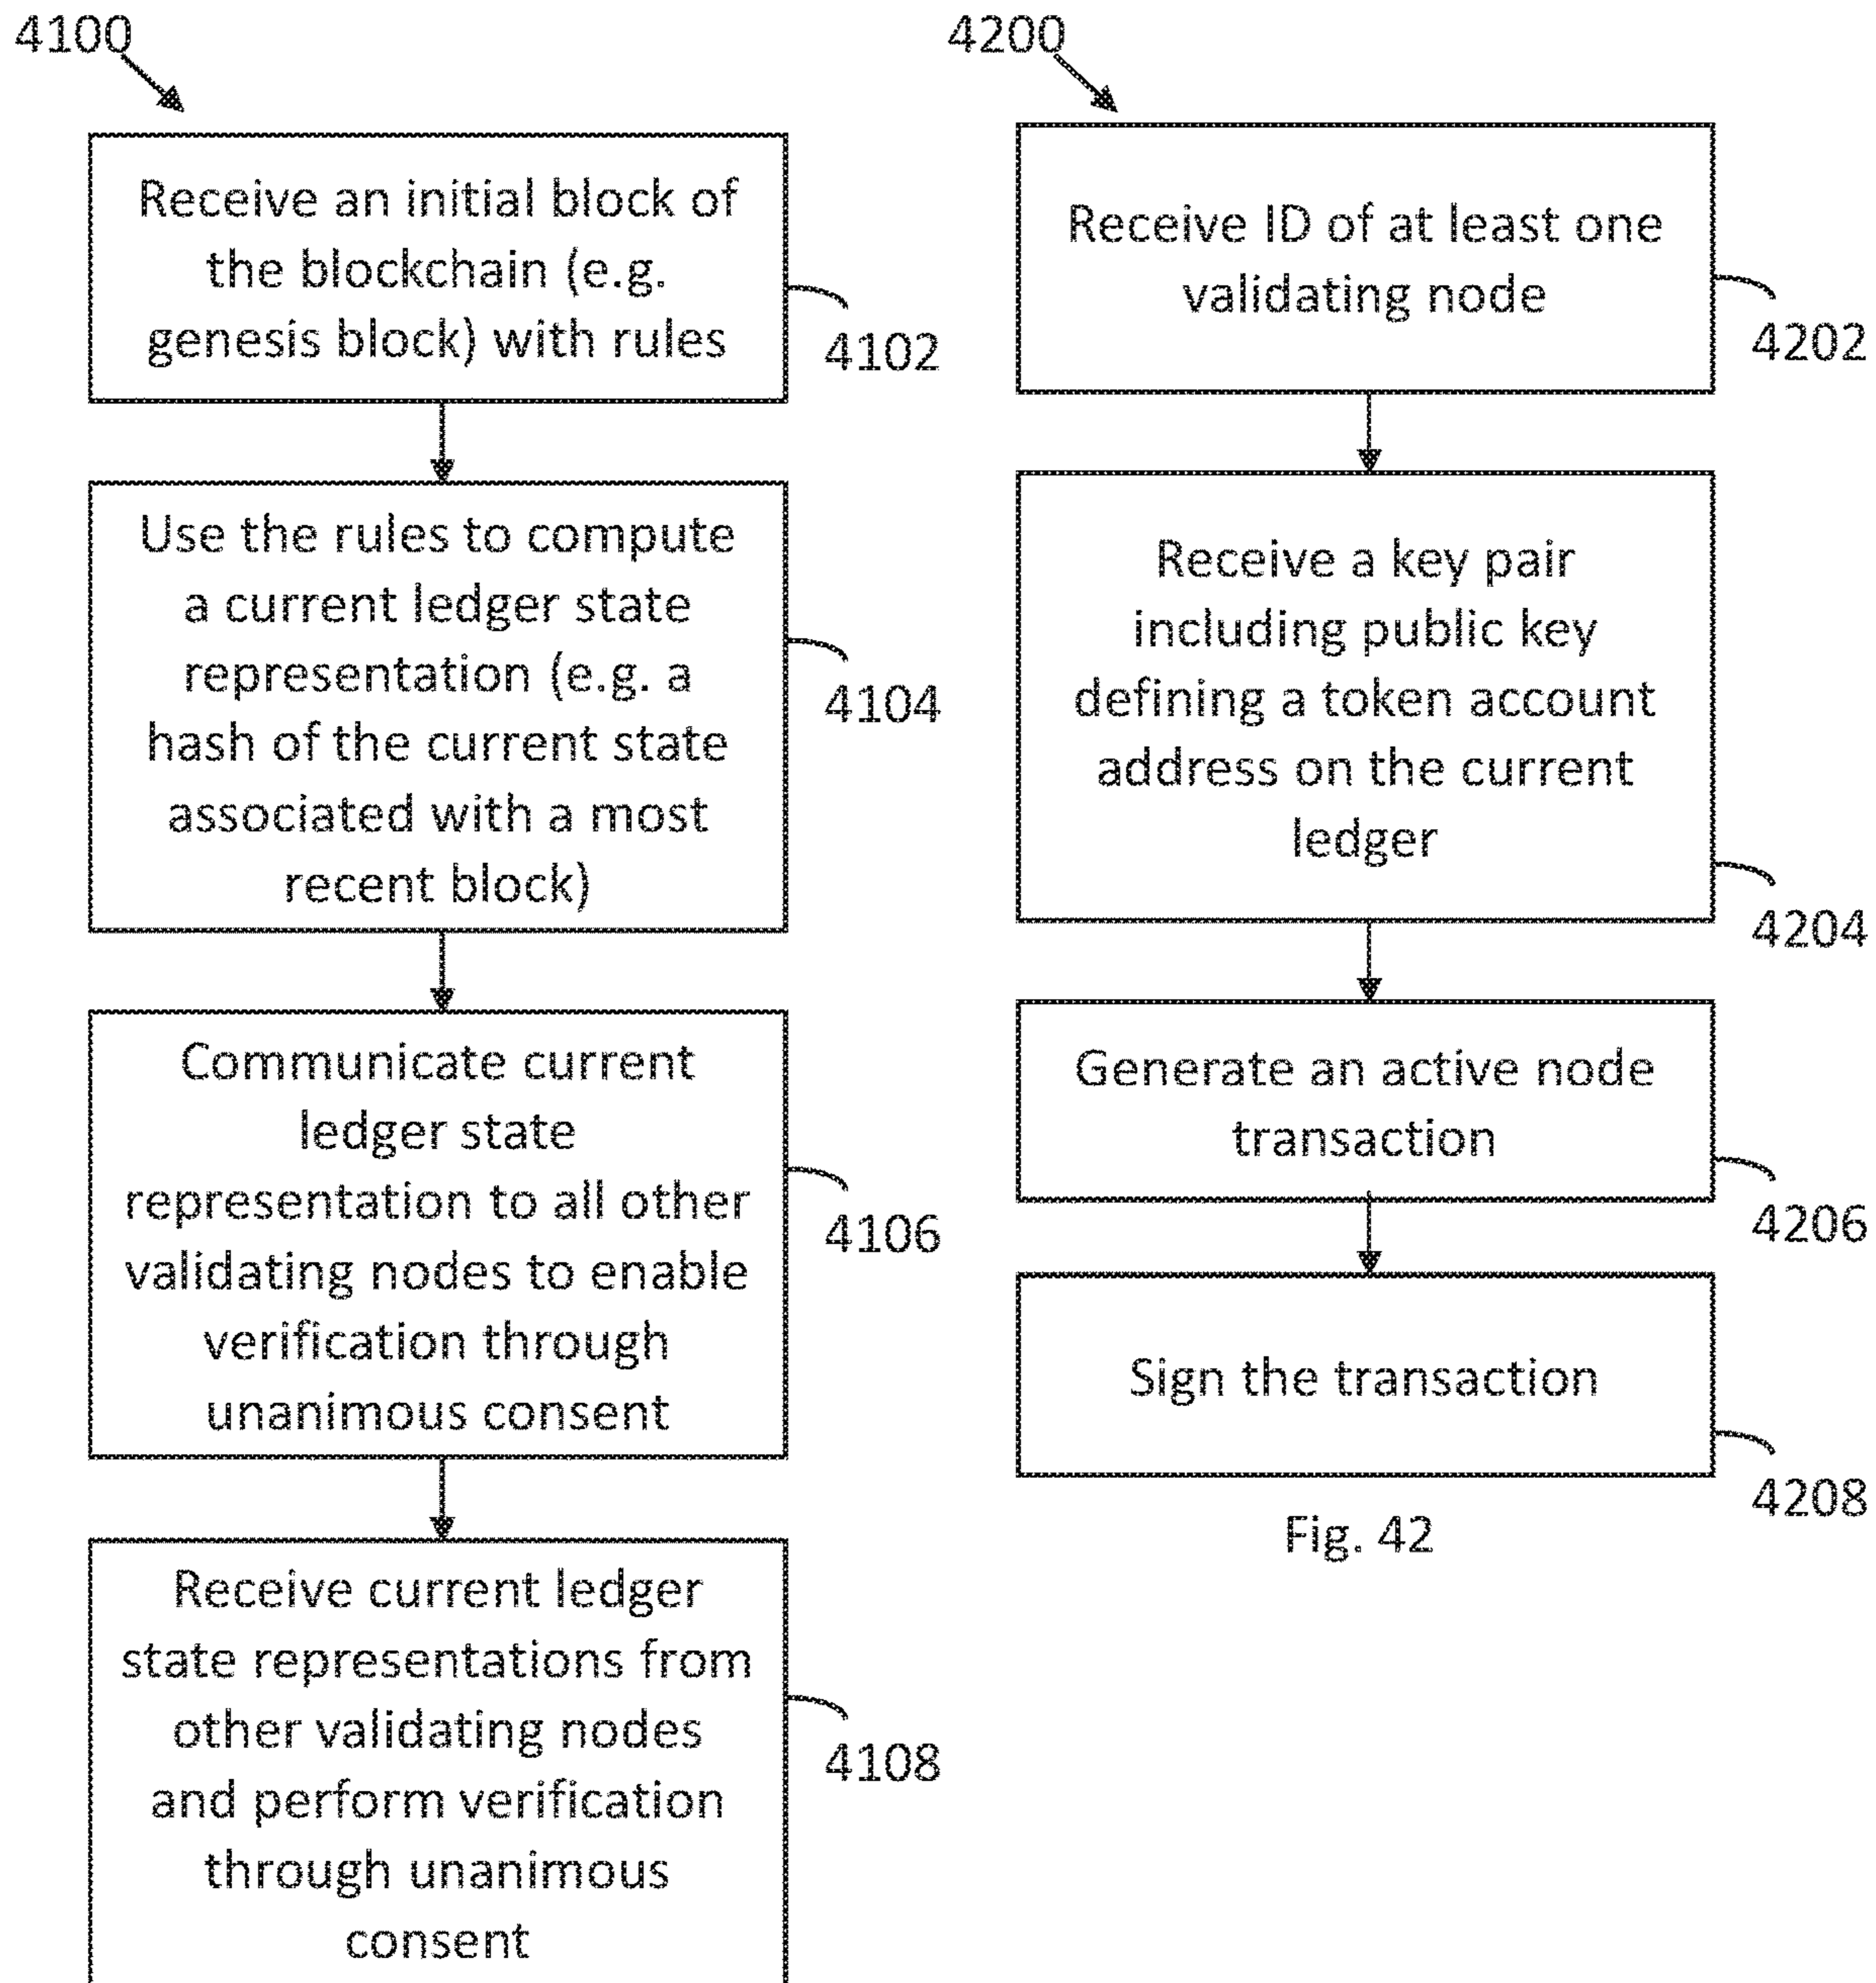 4100
Receive an initial block of
the blockchain (e.g.
genesis block) with rules
4102
Use the rules to compute
a current ledger state
representation (e.g. a
hash of the current state
associated with a most
recent block)
4104
Communicate current
ledger state
representation to all other
validating nodes to enable
verification through
unanimous consent
4106
Receive current ledger
state representations from
other validating nodes
and perform verification
through unanimous
consent
4108
4200
Receive ID of at least one
validating node
4202
Receive a key pair
including public key
defining a token account
address on the current
ledger
4204
Generate an active node
transaction
4206
Sign the transaction
4208
Fig. 42